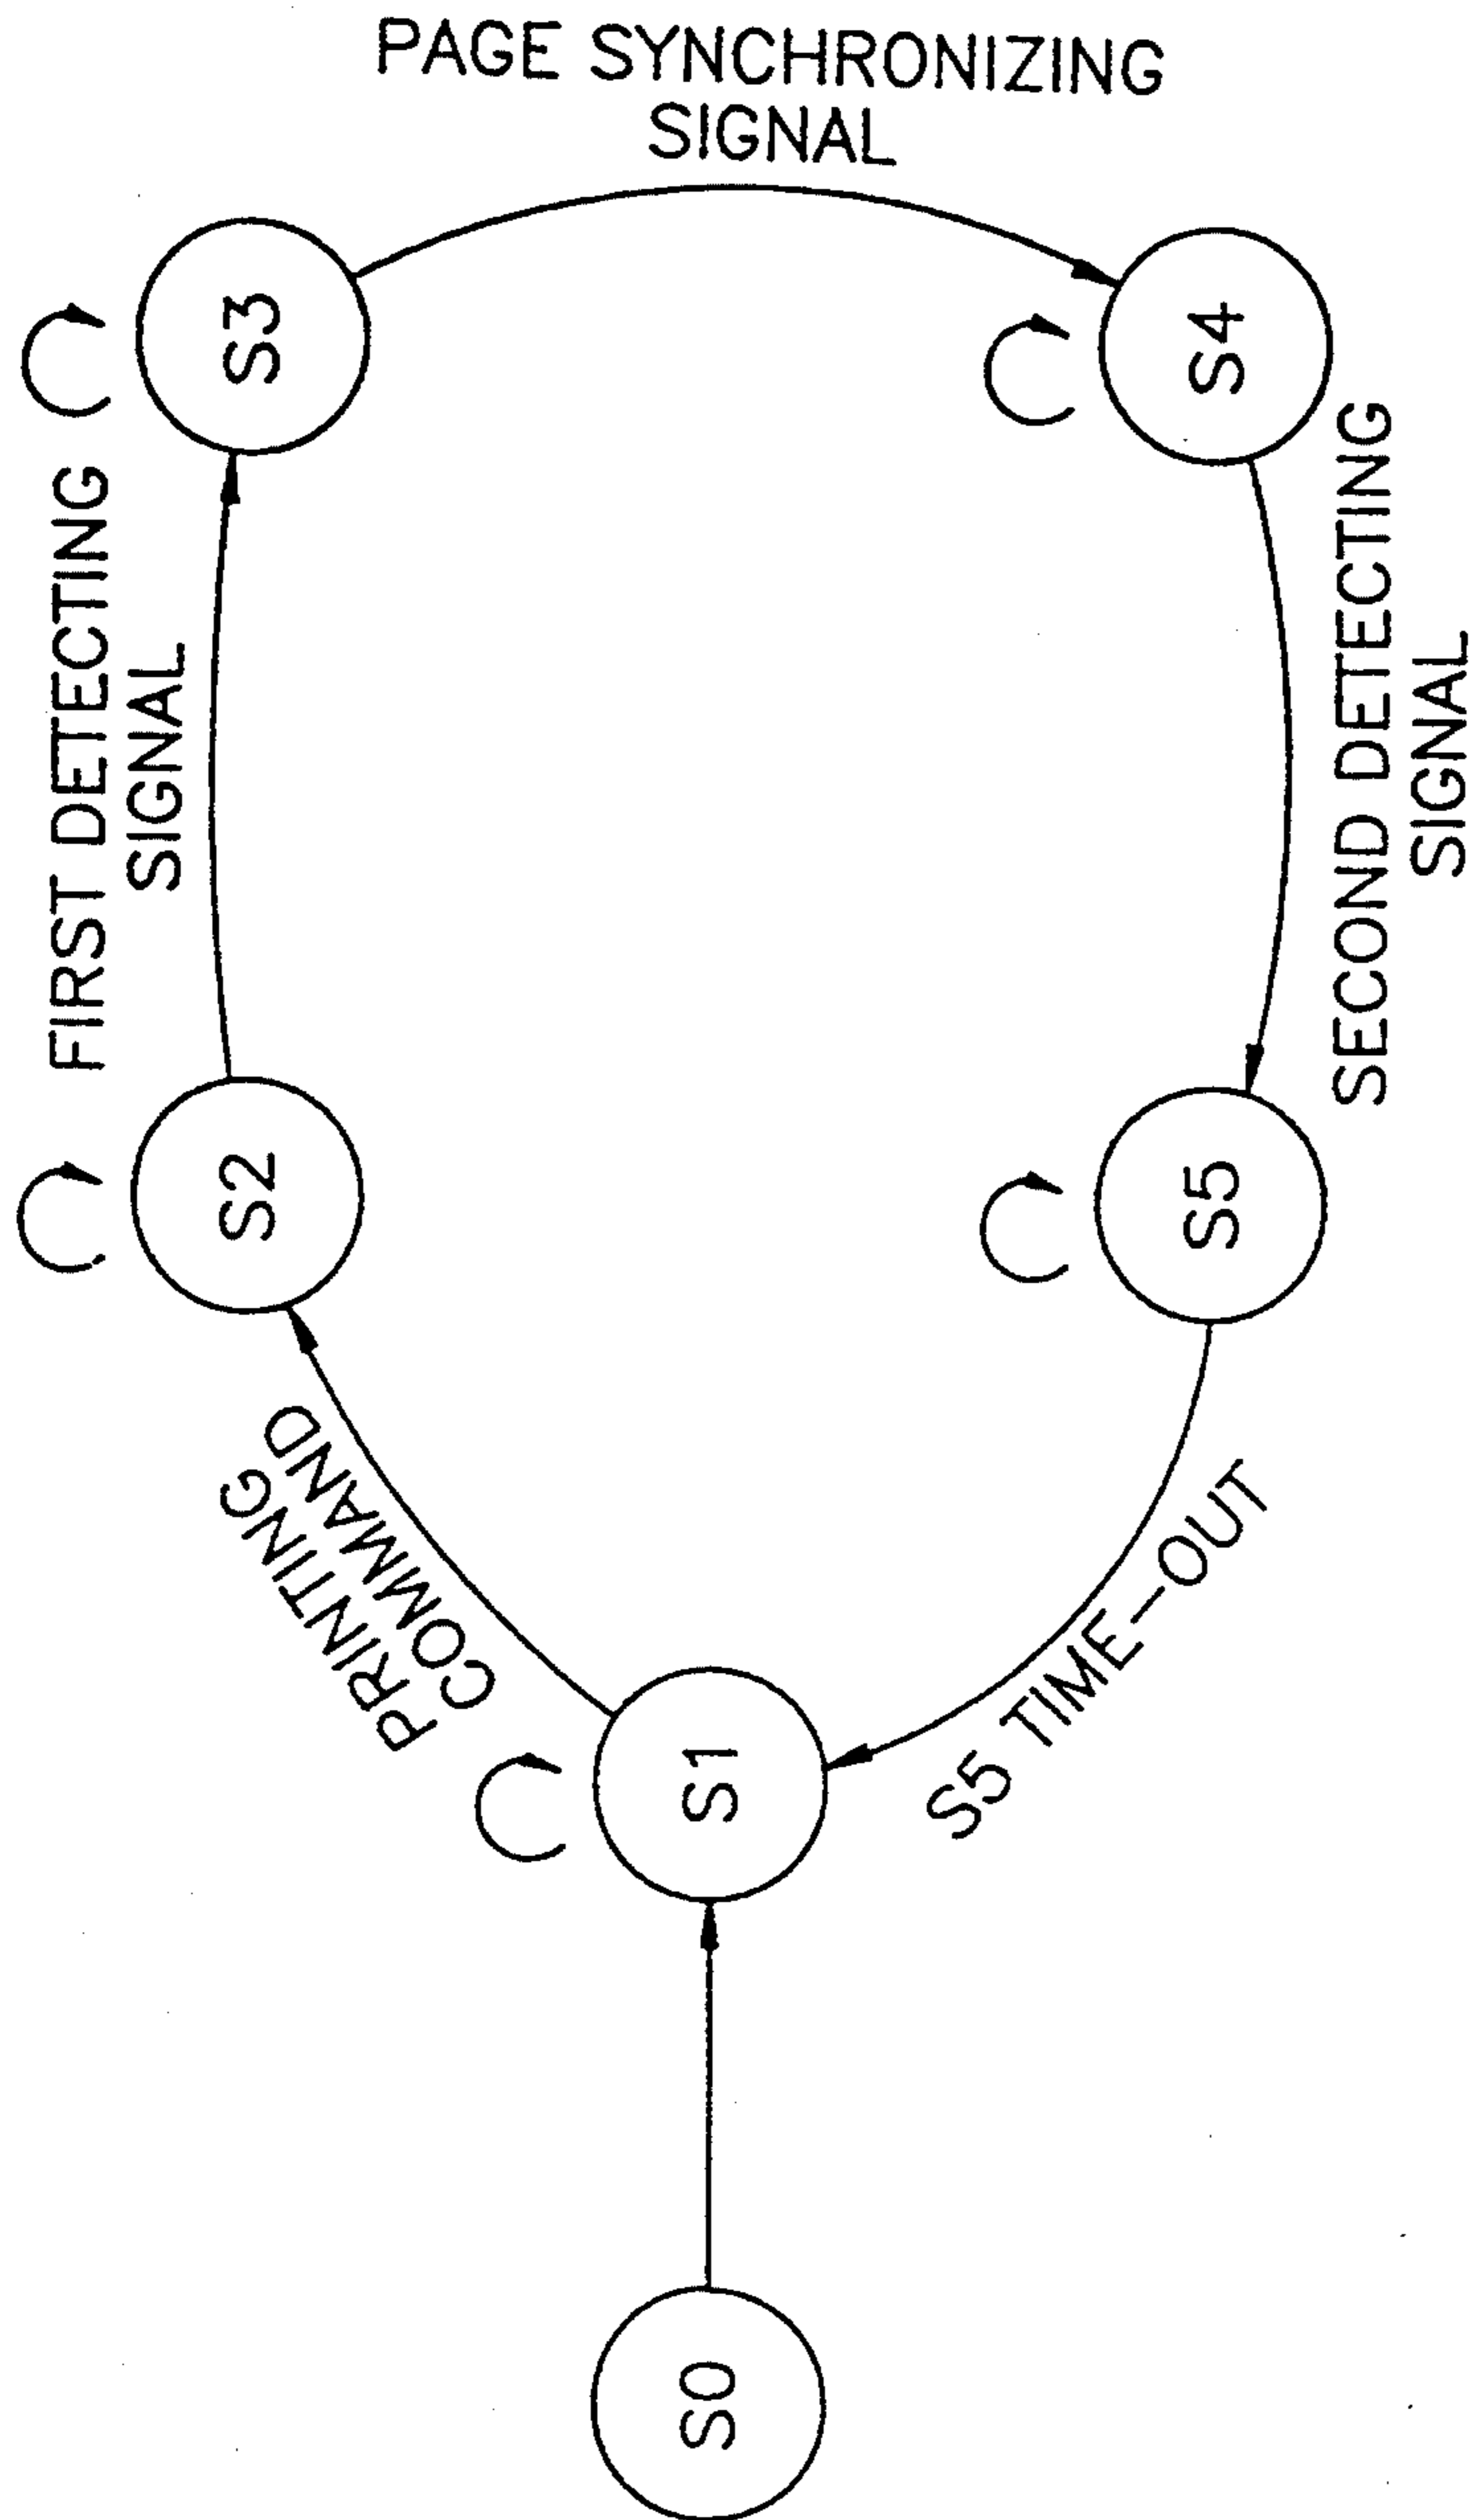 PAGE SYNCHRONIZING
SIGNAL
S3
S4
FIRST DETECTING
SIGNAL
SECOND DETECTING
SIGNAL
S2
S5
PRINTING
COMMAND
S5 TIME-OUT
S1
S0